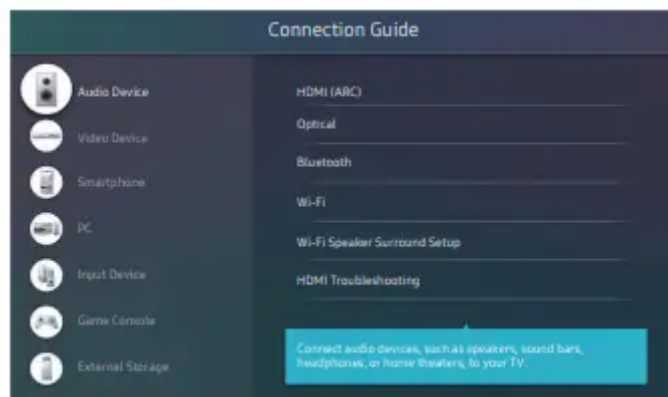 Connection Guide
Audio Device
Video Device
Smartphone
PC
Input Device
Game Console
External Storage
HDMI (ARC)
Optical
Bluetooth
Wi-Fi
Wi-Fi Speaker Surround Setup
HDMI Troubleshooting
Connect audio devices, such as speakers, sound bars,
headphones, or home theaters, to your TV.